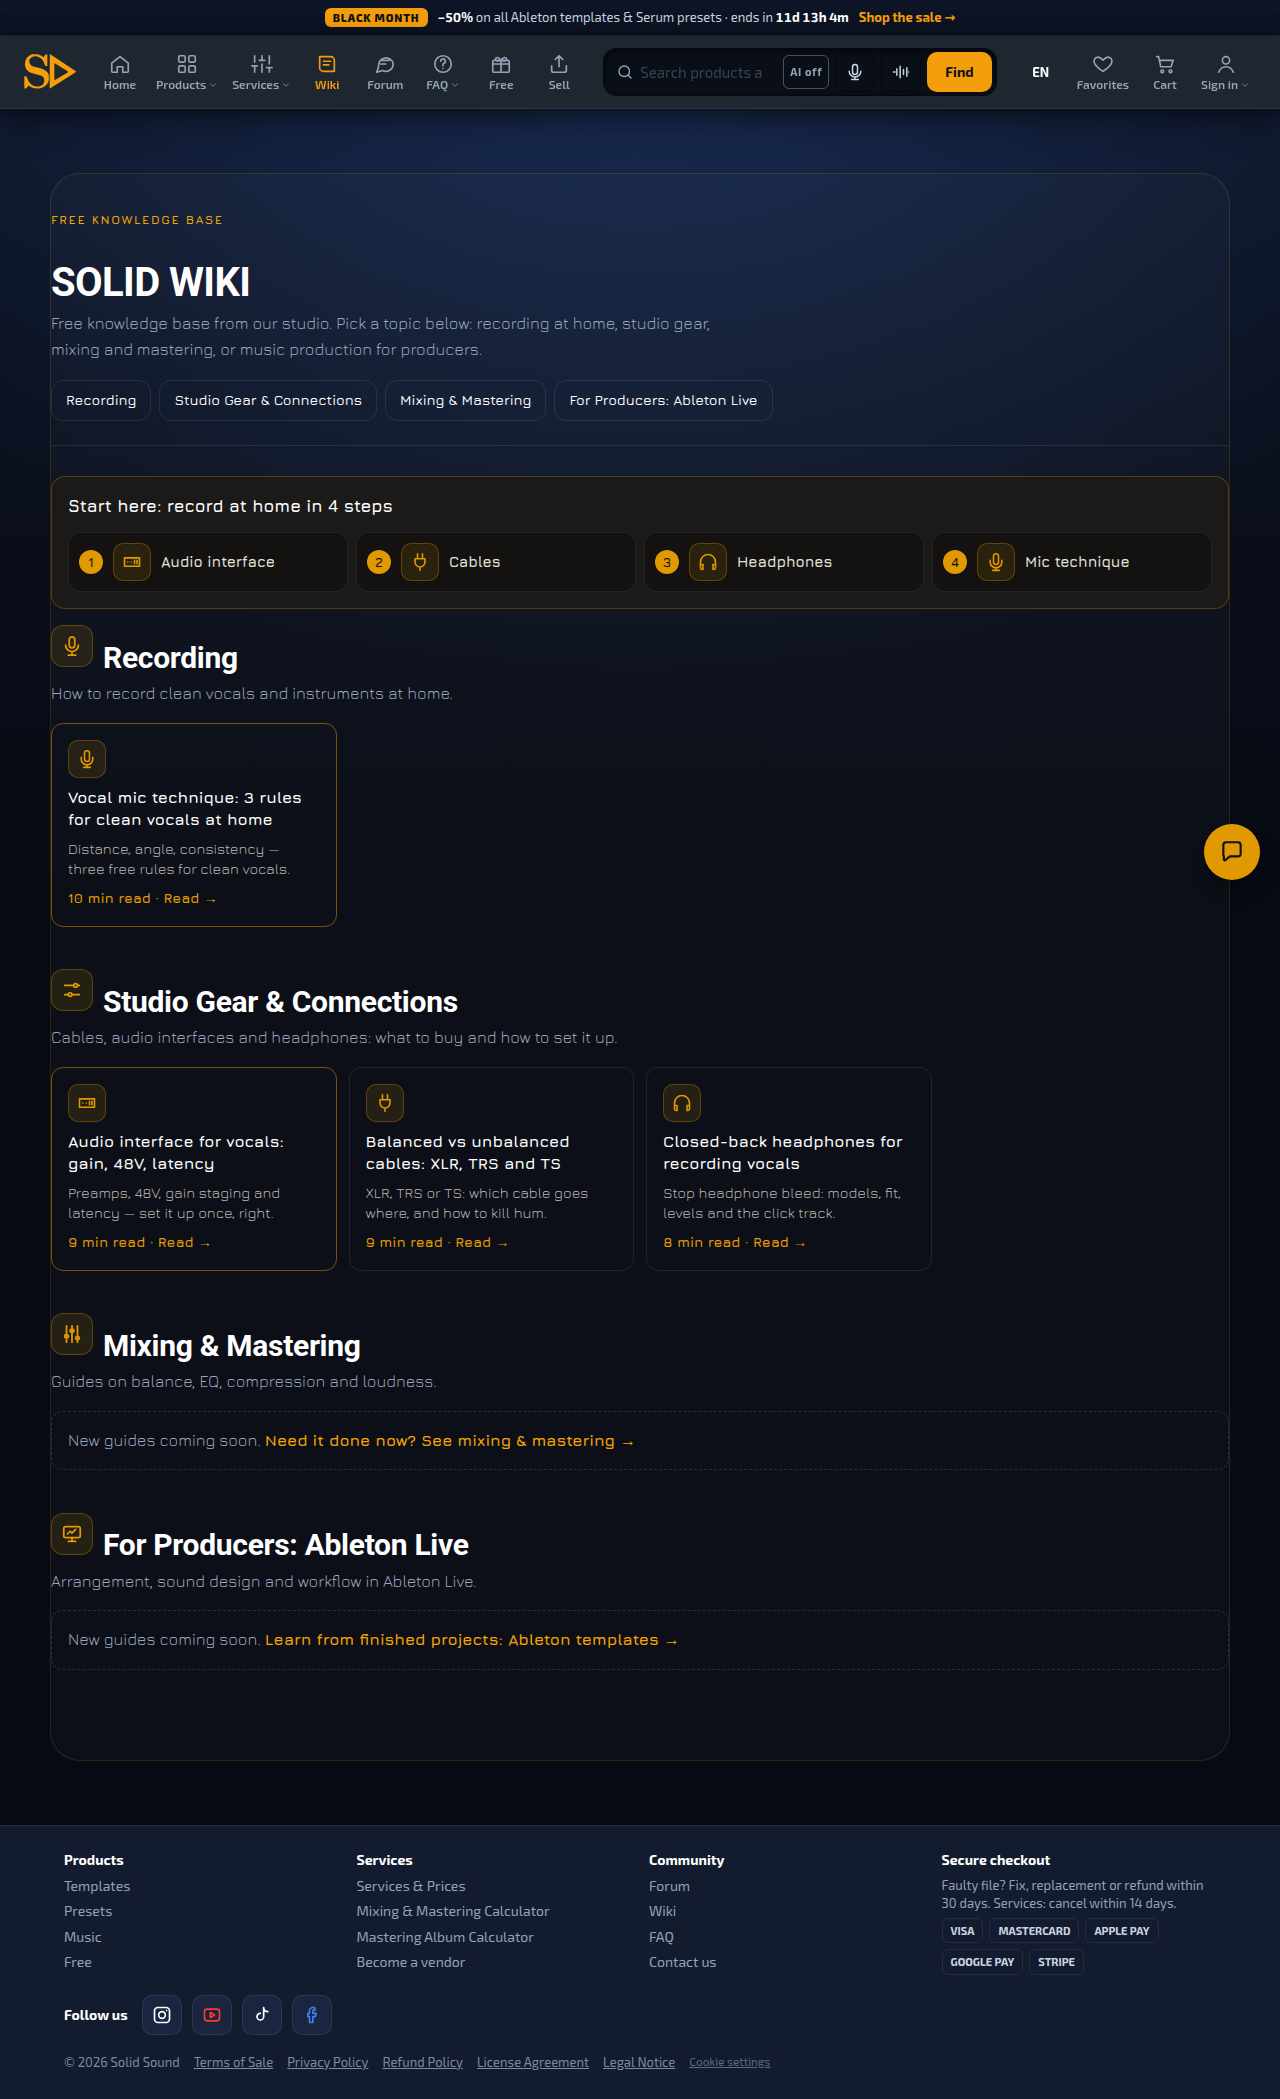 BLACK MONTH −50% on all Ableton templates & Serum presets · ends in 11d 13h 4m Shop the sale →
SD
Home
Products
Services
Wiki
Forum
FAQ
Free
Sell
Search products a
AI off
Find
EN
Favorites
Cart
Sign in
FREE KNOWLEDGE BASE
SOLID WIKI
Free knowledge base from our studio. Pick a topic below: recording at home, studio gear,
mixing and mastering, or music production for producers.
Recording
Studio Gear & Connections
Mixing & Mastering
For Producers: Ableton Live
Start here: record at home in 4 steps
1 Audio interface
2 Cables
3 Headphones
4 Mic technique
Recording
How to record clean vocals and instruments at home.
Vocal mic technique: 3 rules
for clean vocals at home
Distance, angle, consistency —
three free rules for clean vocals.
10 min read · Read →
Studio Gear & Connections
Cables, audio interfaces and headphones: what to buy and how to set it up.
Audio interface for vocals:
gain, 48V, latency
Preamps, 48V, gain staging and
latency — set it up once, right.
9 min read · Read →
Balanced vs unbalanced
cables: XLR, TRS and TS
XLR, TRS or TS: which cable goes
where, and how to kill hum.
9 min read · Read →
Closed-back headphones for
recording vocals
Stop headphone bleed: models, fit,
levels and the click track.
8 min read · Read →
Mixing & Mastering
Guides on balance, EQ, compression and loudness.
New guides coming soon. Need it done now? See mixing & mastering →
For Producers: Ableton Live
Arrangement, sound design and workflow in Ableton Live.
New guides coming soon. Learn from finished projects: Ableton templates →
Products
Templates
Presets
Music
Free
Services
Services & Prices
Mixing & Mastering Calculator
Mastering Album Calculator
Become a vendor
Community
Forum
Wiki
FAQ
Contact us
Secure checkout
Faulty file? Fix, replacement or refund within
30 days. Services: cancel within 14 days.
VISA
MASTERCARD
APPLE PAY
GOOGLE PAY
STRIPE
Follow us
© 2026 Solid Sound Terms of Sale Privacy Policy Refund Policy License Agreement Legal Notice Cookie settings